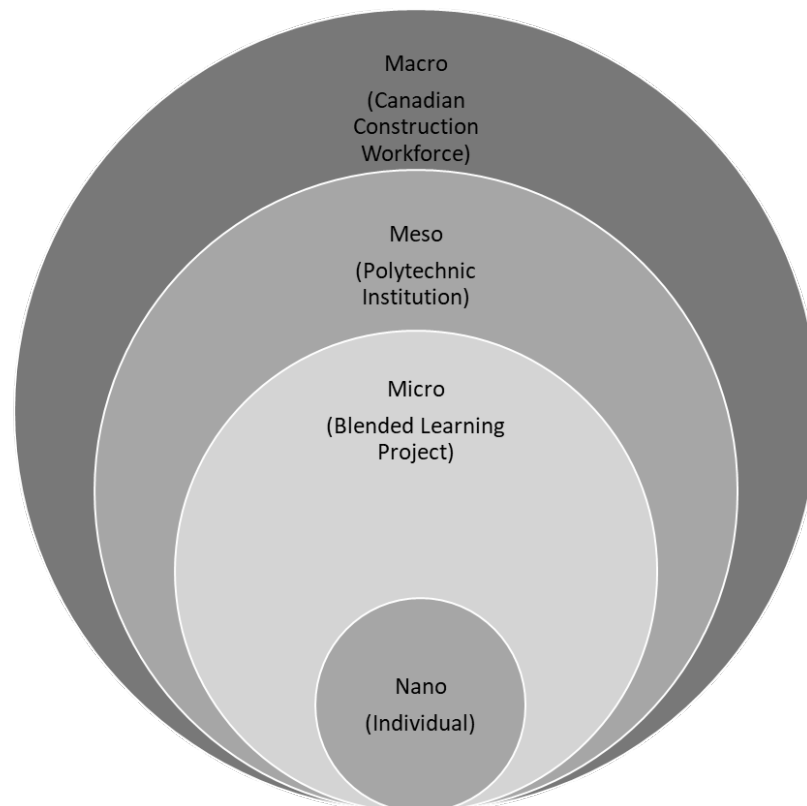 Macro
(Canadian
Construction
Workforce)
Meso
(Polytechnic
Institution)
Micro
(Blended Learning
Project)
Nano
(Individual)